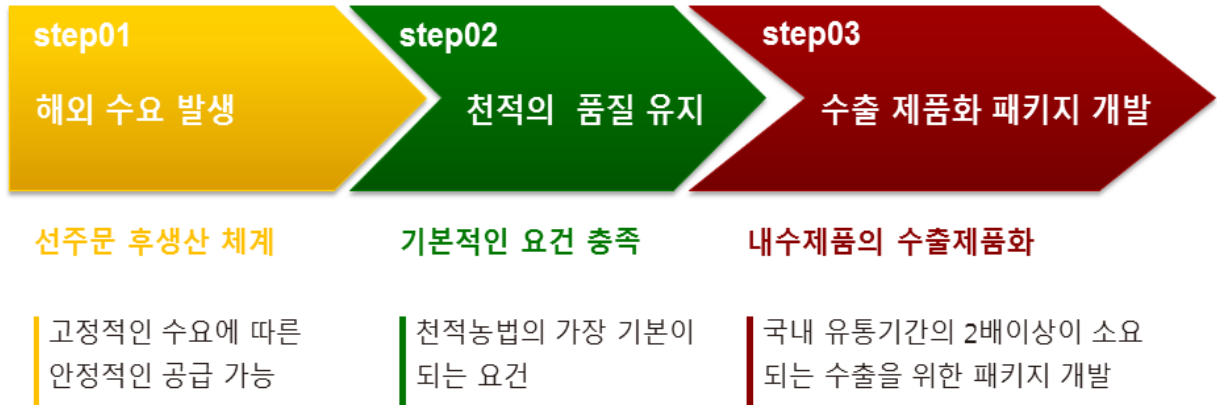 step01
해외 수요 발생
step02
천적의 품질 유지
step03
수출 제품화 패키지 개발
선주문 후생산 체계
고정적인 수요에 따른
안정적인 공급 가능
기본적인 요건 충족
천적농법의 가장 기본이
되는 요건
내수제품의 수출제품화
국내 유통기간의 2배이상이 소요
되는 수출을 위한 패키지 개발